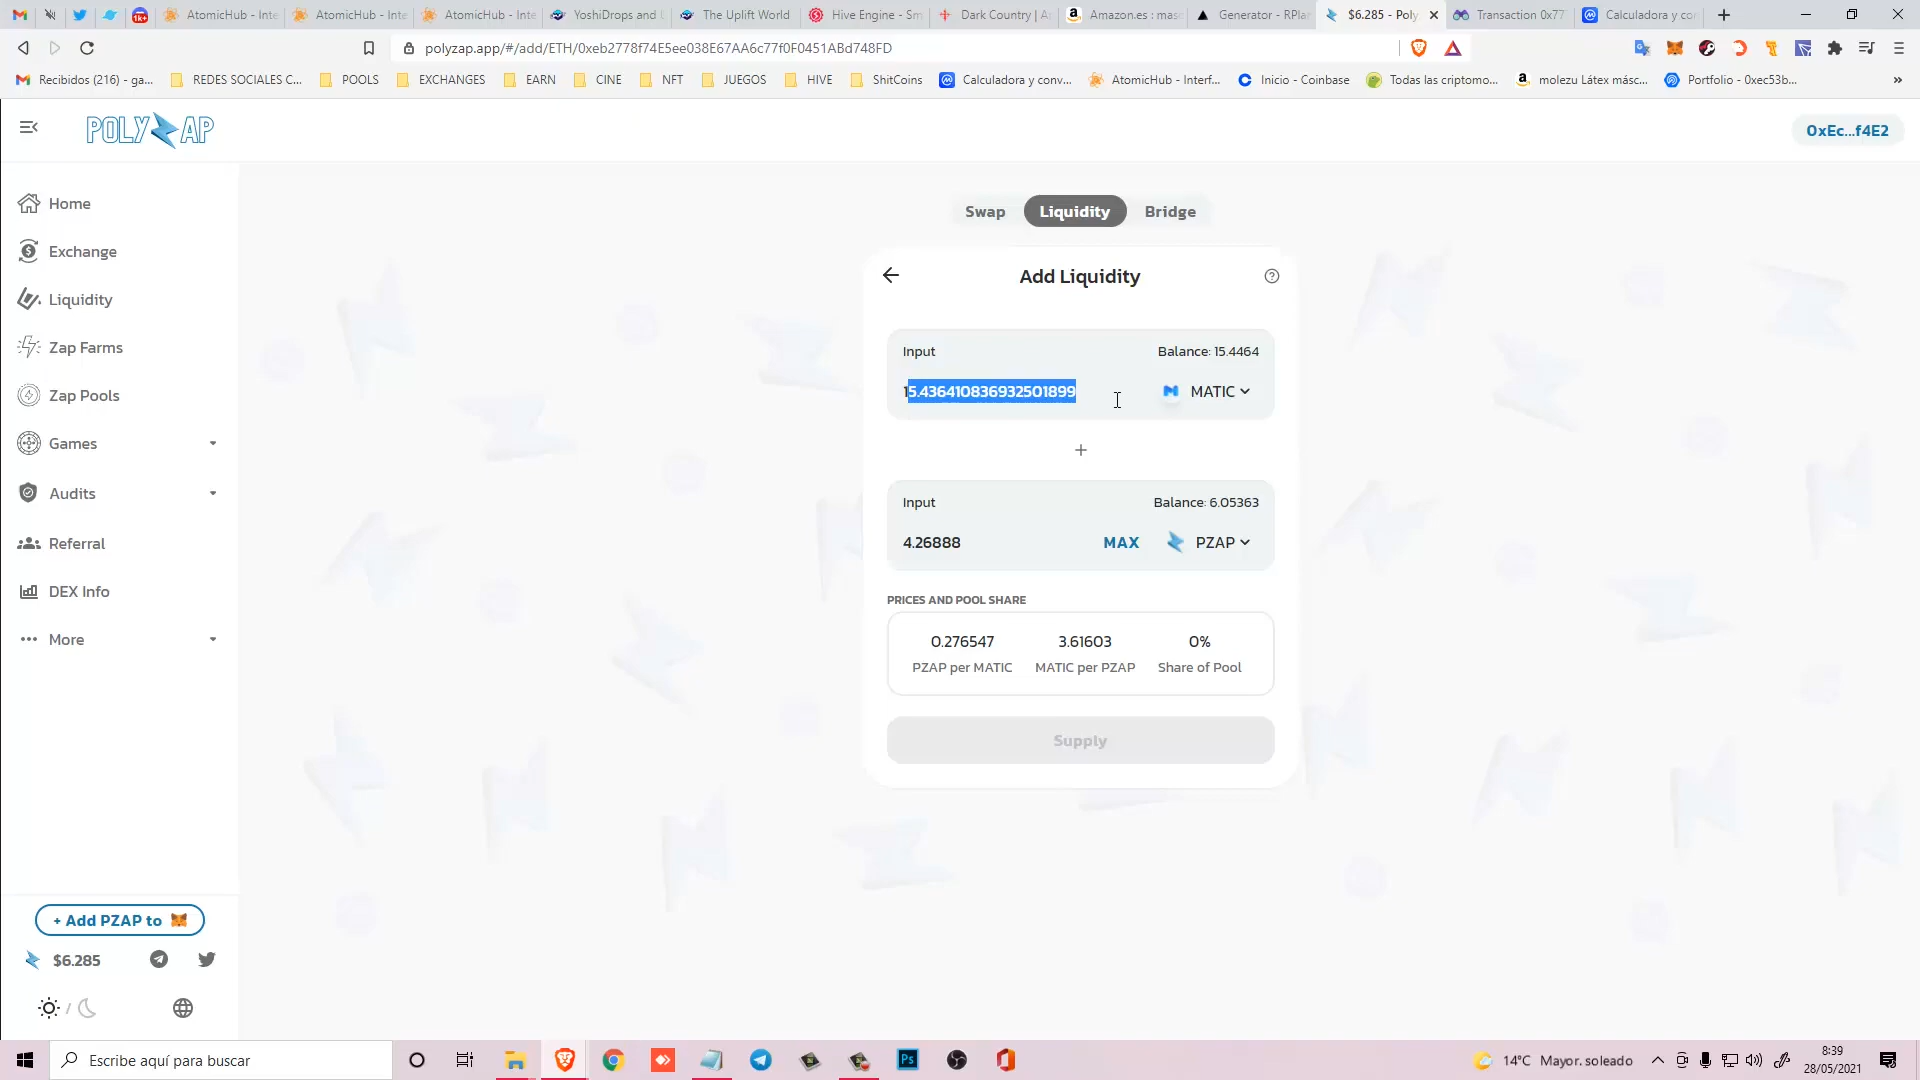 AtomicHub - Inte
AtomicHub - Inte
AtomicHub - Inte
YoshiDrops and
The Uplift World
Hive Engine - Sm
Dark Country | A
Amazon.es : masc
Generator - RPlan
$6.285 - Poly
Transaction 0x77
Calculadora y co
polyzap.app/#/add/ETH/0xeb2778f74E5ee038E67AA6c77f0F0451ABd748FD
Recibidos (216) - ga...
REDES SOCIALES C...
POOLS
EXCHANGES
EARN
CINE
NFT
JUEGOS
HIVE
ShitCoins
Calculadora y conv...
AtomicHub - Interf...
Inicio - Coinbase
Todas las criptomo...
molezu Látex másc...
Portfolio - 0xec53b...
»
POLYZAP
0xEc...f4E2
Home
Exchange
Liquidity
Zap Farms
Zap Pools
Games
Audits
Referral
DEX Info
More
Swap
Liquidity
Bridge
Add Liquidity
Input
Balance: 15.4464
15.436410836932501899
MATIC
+
Input
Balance: 6.05363
4.26888
MAX
PZAP
PRICES AND POOL SHARE
0.276547
3.61603
0%
PZAP per MATIC
MATIC per PZAP
Share of Pool
Supply
+ Add PZAP to
$6.285
/
Escribe aquí para buscar
Ps
14°C Mayor. soleado
8:39
28/05/2021